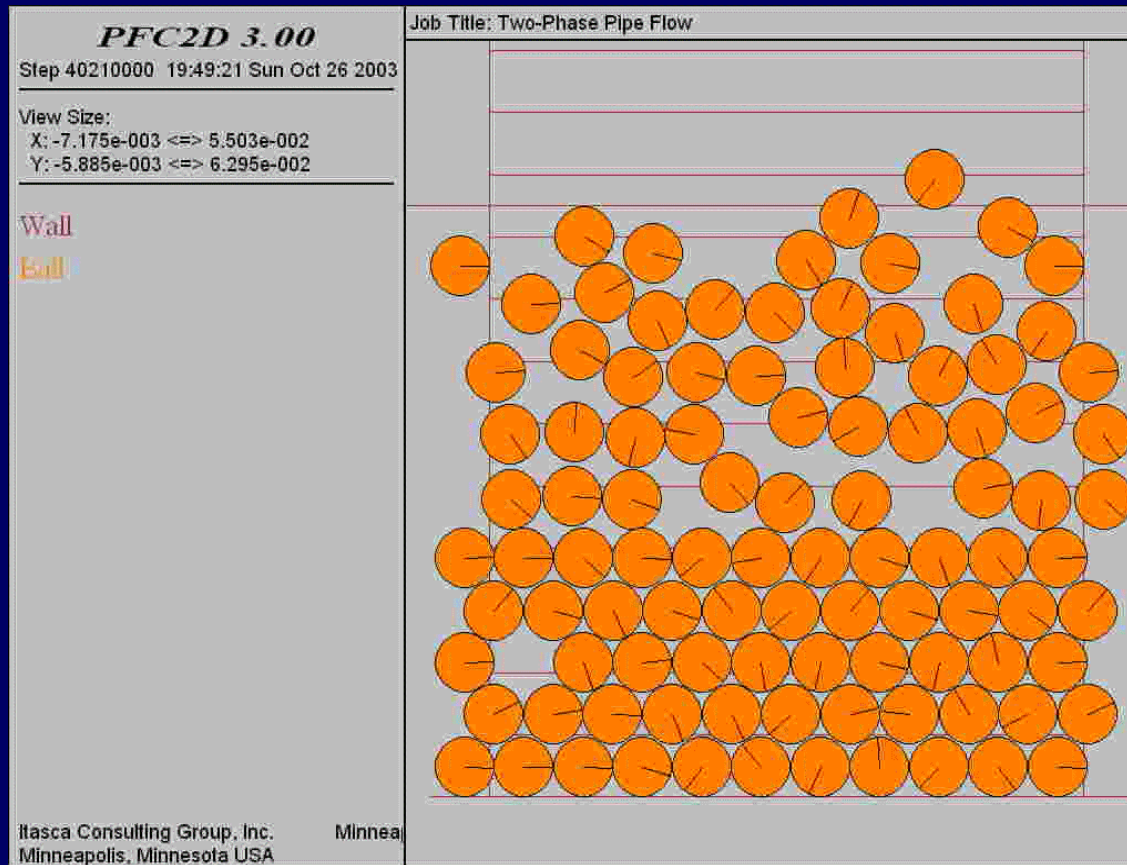 PFC2D 3.00
Step 40210000 19:49:21 Sun Oct 26 2003
View Size:
X: -7.175e-003 <=> 5.503e-002
Y: -5.885e-003 <=> 6.295e-002
Wall
Ball
Itasca Consulting Group, Inc. Minneap
Minneapolis, Minnesota USA
Job Title: Two-Phase Pipe Flow